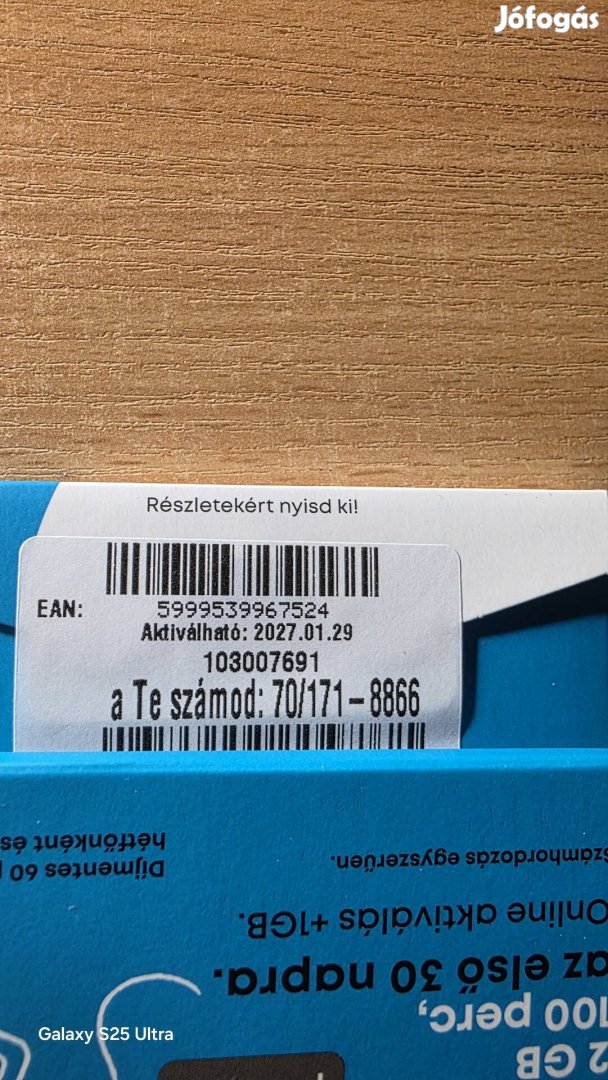 Jófogás
Részletekért nyisd ki!
EAN:
5999539967524
Aktiválható: 2027.01.29
103007691
a Te számod: 70/171-8866
2 GB
100 perc,
az első 30 napra.
Online aktiválás +1GB.
Számhordozás egyszerűen.
Díjmentes 60
hétfőnként és
Galaxy S25 Ultra